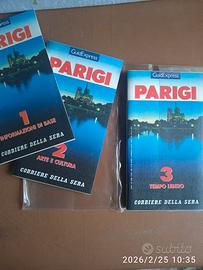 PARIGI
1
INFORMAZIONI DI BASE
CORRIERE DELLA SERA
GuidExpress
PARIGI
2
ARTE E CULTURA
CORRIERE DELLA SERA
GuidExpress
PARIGI
3
TEMPO LIBERO
CORRIERE DELLA SERA
subito
2026/2/25 10:35